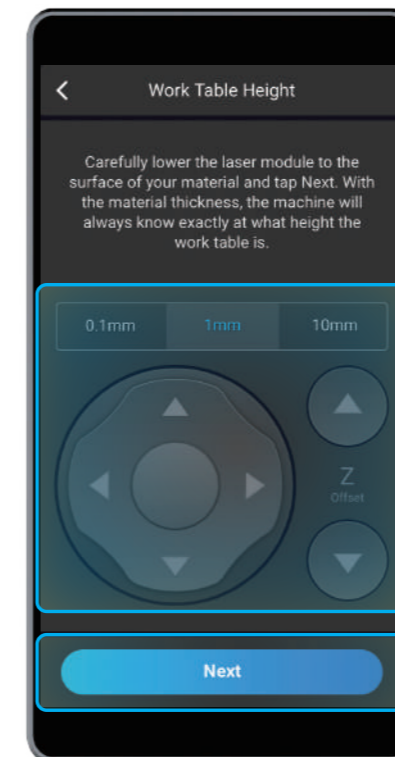 Work Table Height
Carefully lower the laser module to the
surface of your material and tap Next. With
the material thickness, the machine will
always know exactly at what height the
work table is.
0.1mm 1mm 10mm
Z
Offset
Next